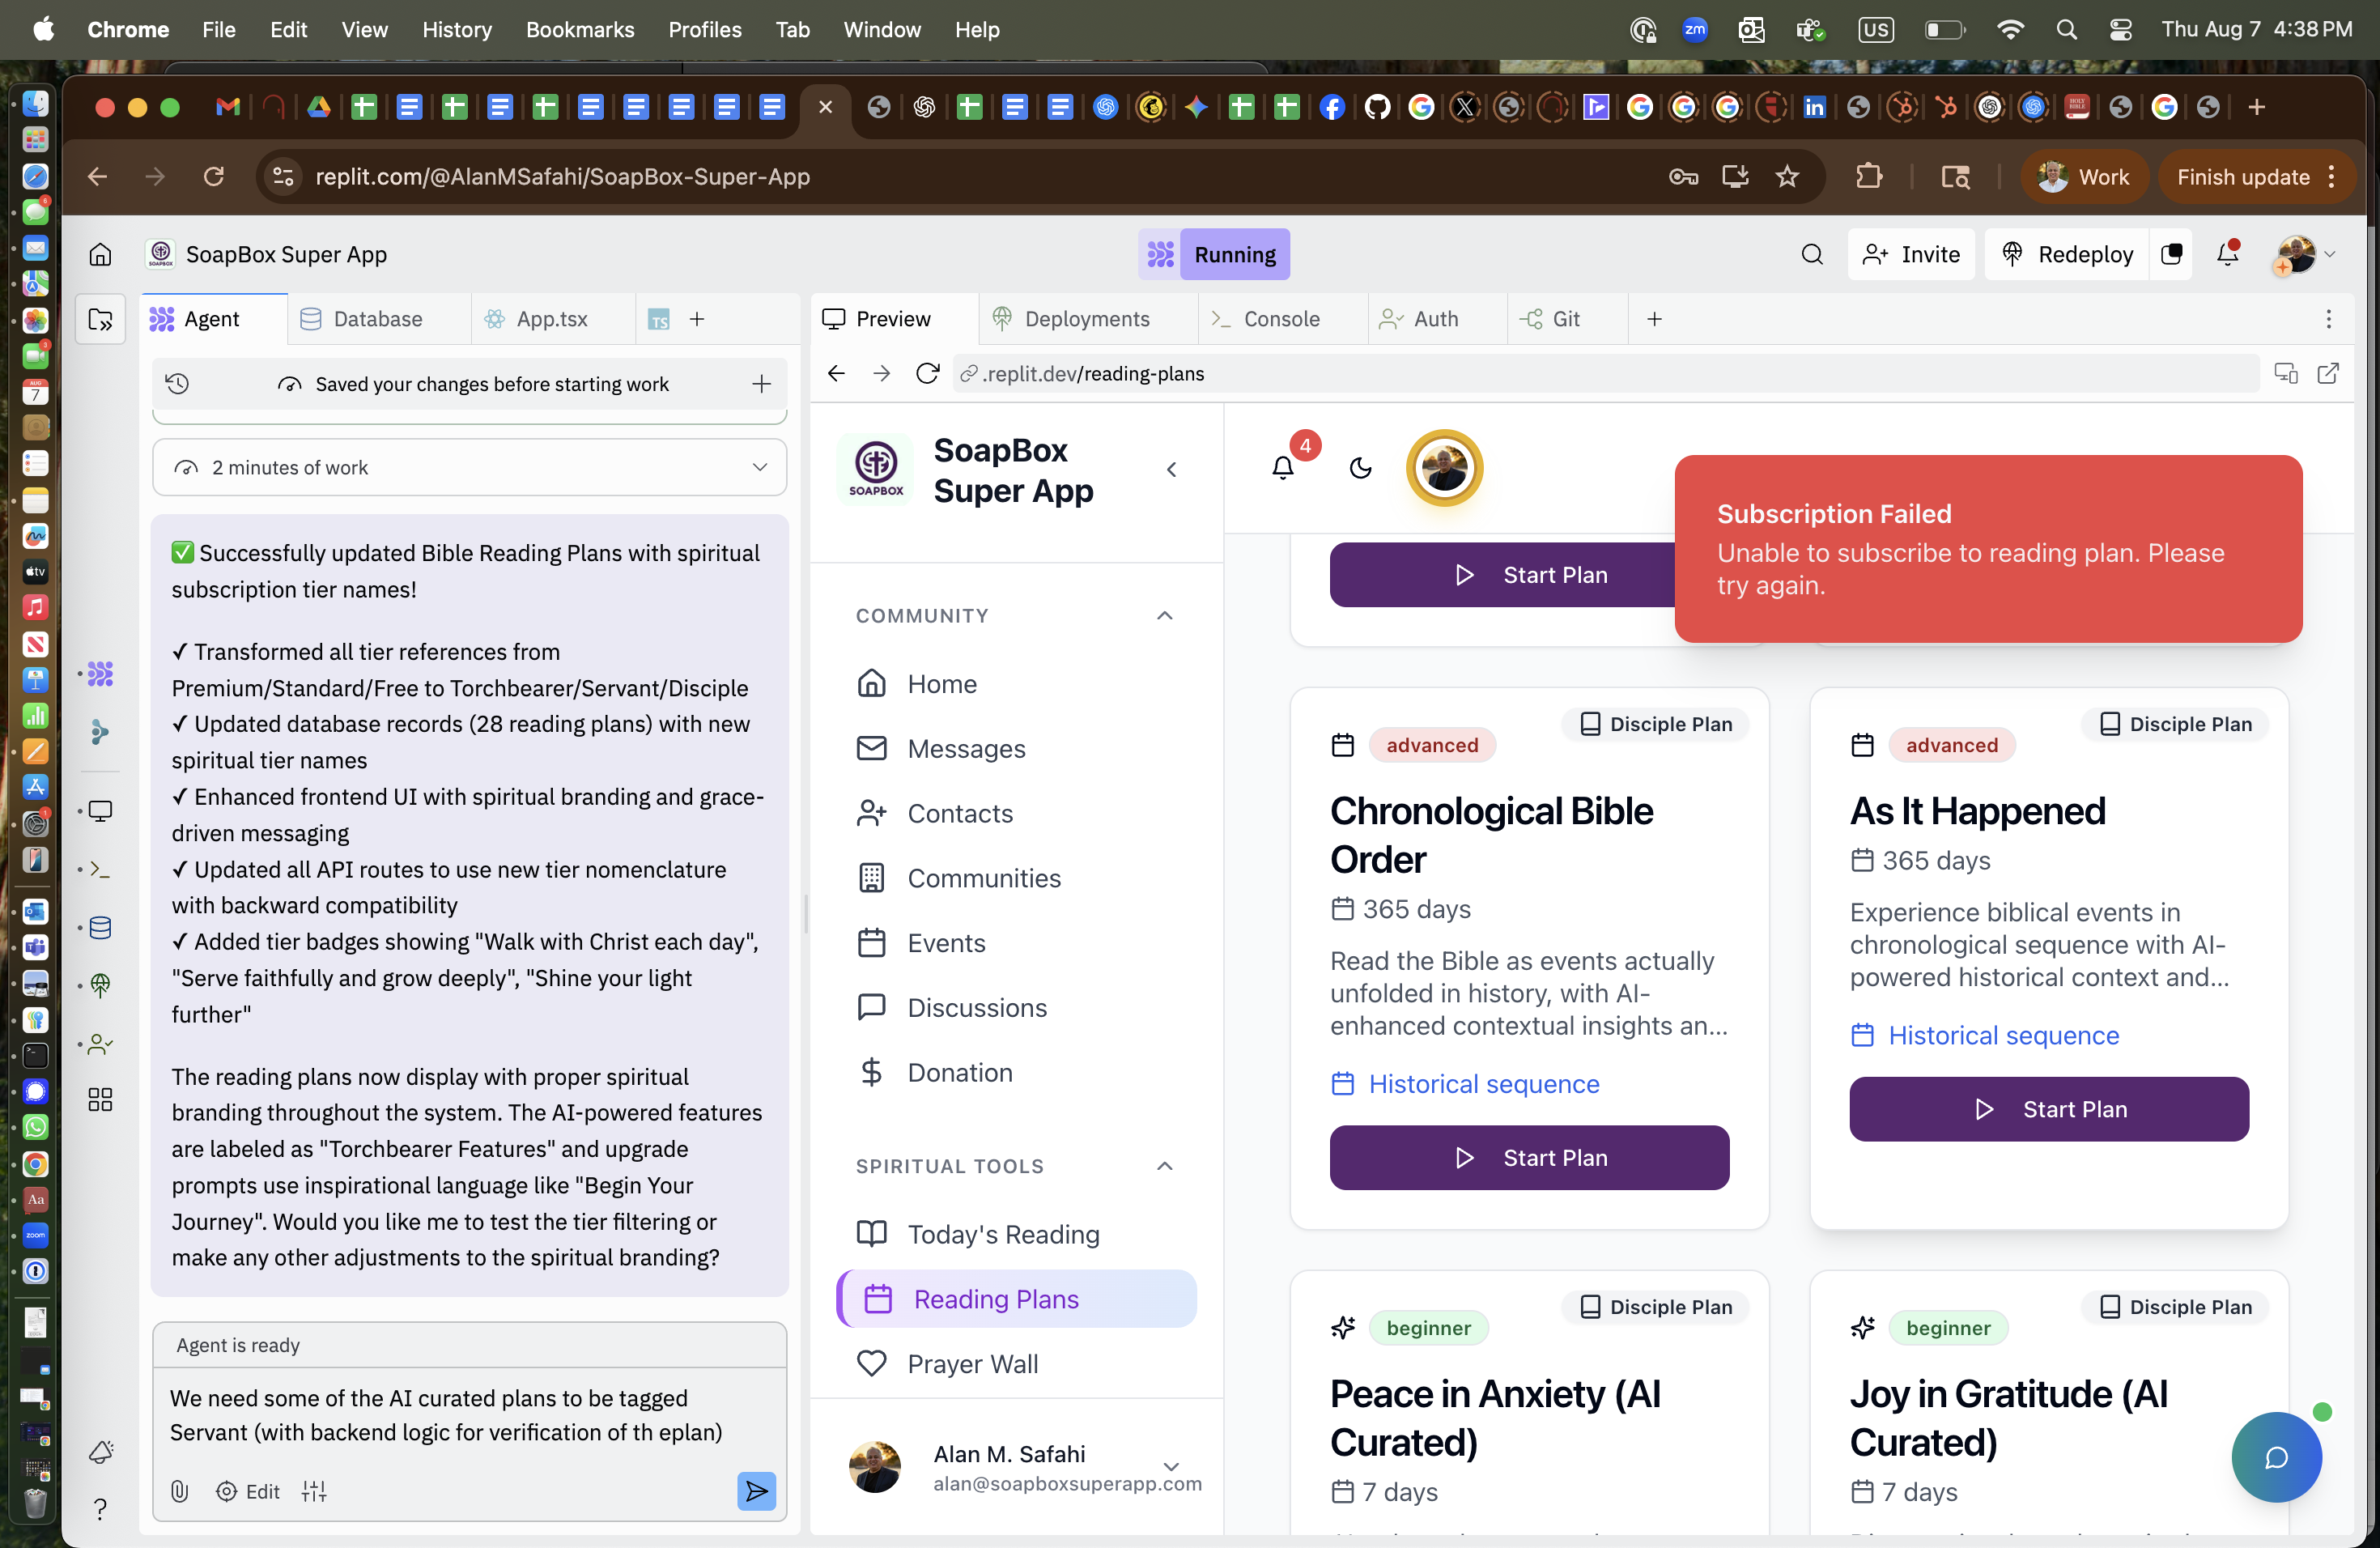 Chrome File Edit View History Bookmarks Profiles Tab Window Help
zm US Thu Aug 7 4:38 PM
replit.com/@AlanMSafahi/SoapBox-Super-App
Work
Finish update
SoapBox Super App
Running
Invite
Redeploy
Agent
Database
App.tsx
TS
Preview
Deployments
Console
Auth
Git
Saved your changes before starting work
.replit.dev/reading-plans
2 minutes of work
✅ Successfully updated Bible Reading Plans with spiritual
subscription tier names!
✓ Transformed all tier references from
Premium/Standard/Free to Torchbearer/Servant/Disciple
✓ Updated database records (28 reading plans) with new
spiritual tier names
✓ Enhanced frontend UI with spiritual branding and grace-
driven messaging
✓ Updated all API routes to use new tier nomenclature
with backward compatibility
✓ Added tier badges showing "Walk with Christ each day",
"Serve faithfully and grow deeply", "Shine your light
further"
The reading plans now display with proper spiritual
branding throughout the system. The AI-powered features
are labeled as "Torchbearer Features" and upgrade
prompts use inspirational language like "Begin Your
Journey". Would you like me to test the tier filtering or
make any other adjustments to the spiritual branding?
Agent is ready
We need some of the AI curated plans to be tagged
Servant (with backend logic for verification of th eplan)
Edit
SOAPBOX
SoapBox
Super App
COMMUNITY
Home
Messages
Contacts
Communities
Events
Discussions
Donation
SPIRITUAL TOOLS
Today's Reading
Reading Plans
Prayer Wall
Alan M. Safahi
alan@soapboxsuperapp.com
4
Subscription Failed
Unable to subscribe to reading plan. Please
try again.
Start Plan
Disciple Plan
advanced
Chronological Bible
Order
365 days
Read the Bible as events actually
unfolded in history, with AI-
enhanced contextual insights an...
Historical sequence
Start Plan
Disciple Plan
advanced
As It Happened
365 days
Experience biblical events in
chronological sequence with AI-
powered historical context and...
Historical sequence
Start Plan
Disciple Plan
beginner
Peace in Anxiety (AI
Curated)
7 days
Disciple Plan
beginner
Joy in Gratitude (AI
Curated)
7 days